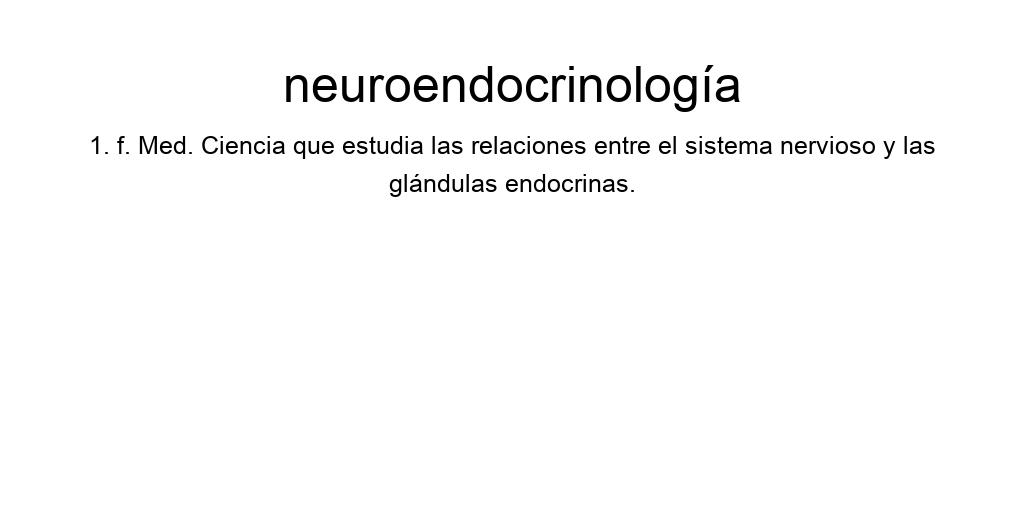 neuroendocrinología
1. f. Med. Ciencia que estudia las relaciones entre el sistema nervioso y las
glándulas endocrinas.